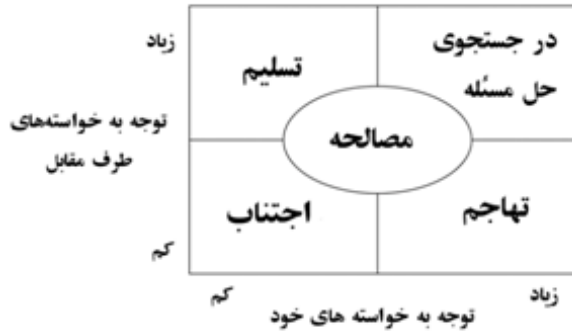 زیاد
در جستجوی
حل مسئله
تسلیم
توجه به خواسته‌های
طرف مقابل
مصالحه
تهاجم
اجتناب
کم
زیاد
کم
توجه به خواسته های خود